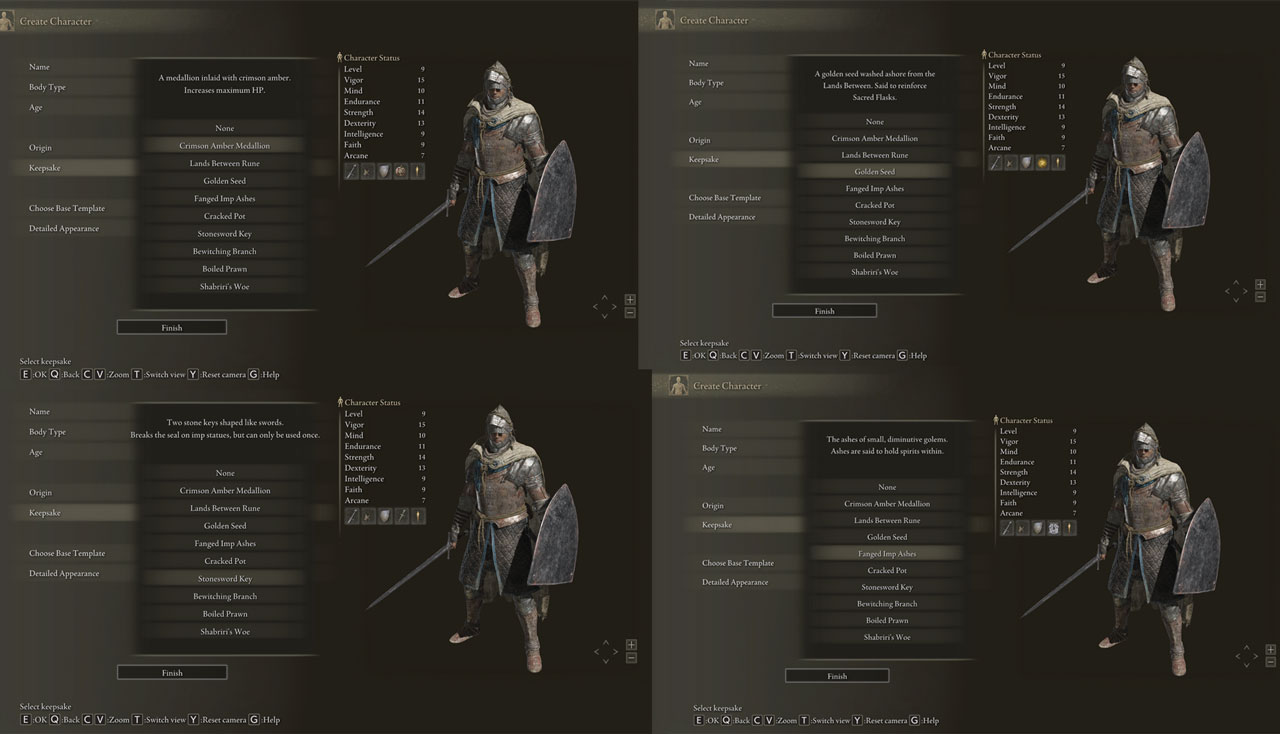 Create Character
Name
Body Type
Age
Origin
Keepsake
Choose Base Template
Detailed Appearance
A medallion inlaid with crimson amber.
Increases maximum HP.
None
Crimson Amber Medallion
Lands Between Rune
Golden Seed
Fanged Imp Ashes
Cracked Pot
Stonesword Key
Bewitching Branch
Boiled Prawn
Shabriri's Woe
Finish
Character Status
Level 9
Vigor 15
Mind 10
Endurance 11
Strength 14
Dexterity 13
Intelligence 9
Faith 9
Arcane 7
Select keepsake
E:OK Q:Back C V:Zoom T:Switch view Y:Reset camera G:Help
Create Character
Name
Body Type
Age
Origin
Keepsake
Choose Base Template
Detailed Appearance
A golden seed washed ashore from the
Lands Between. Said to reinforce
Sacred Flasks.
None
Crimson Amber Medallion
Lands Between Rune
Golden Seed
Fanged Imp Ashes
Cracked Pot
Stonesword Key
Bewitching Branch
Boiled Prawn
Shabriri's Woe
Finish
Character Status
Level 9
Vigor 15
Mind 10
Endurance 11
Strength 14
Dexterity 13
Intelligence 9
Faith 9
Arcane 7
Select keepsake
E:OK Q:Back C V:Zoom T:Switch view Y:Reset camera G:Help
Name
Body Type
Age
Origin
Keepsake
Choose Base Template
Detailed Appearance
Two stone keys shaped like swords.
Breaks the seal on imp statues, but can only be used once.
None
Crimson Amber Medallion
Lands Between Rune
Golden Seed
Fanged Imp Ashes
Cracked Pot
Stonesword Key
Bewitching Branch
Boiled Prawn
Shabriri's Woe
Finish
Character Status
Level 9
Vigor 15
Mind 10
Endurance 11
Strength 14
Dexterity 13
Intelligence 9
Faith 9
Arcane 7
Select keepsake
E:OK Q:Back C V:Zoom T:Switch view Y:Reset camera G:Help
Create Character
Name
Body Type
Age
Origin
Keepsake
Choose Base Template
Detailed Appearance
The ashes of small, diminutive golems.
Ashes are said to hold spirits within.
None
Crimson Amber Medallion
Lands Between Rune
Golden Seed
Fanged Imp Ashes
Cracked Pot
Stonesword Key
Bewitching Branch
Boiled Prawn
Shabriri's Woe
Finish
Character Status
Level 9
Vigor 15
Mind 10
Endurance 11
Strength 14
Dexterity 13
Intelligence 9
Faith 9
Arcane 7
Select keepsake
E:OK Q:Back C V:Zoom T:Switch view Y:Reset camera G:Help